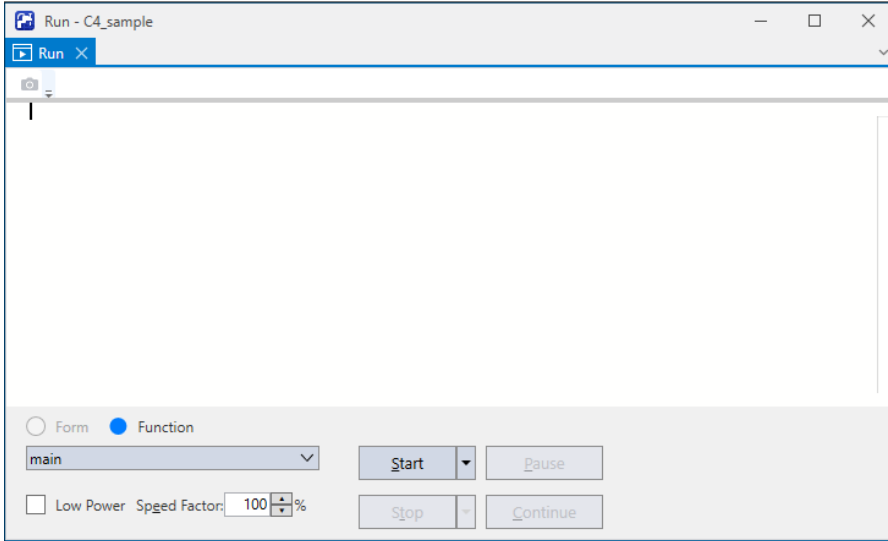 Run - C4_sample
Run
Form Function
main
Start Pause
Low Power Speed Factor: 100 %
Stop Continue